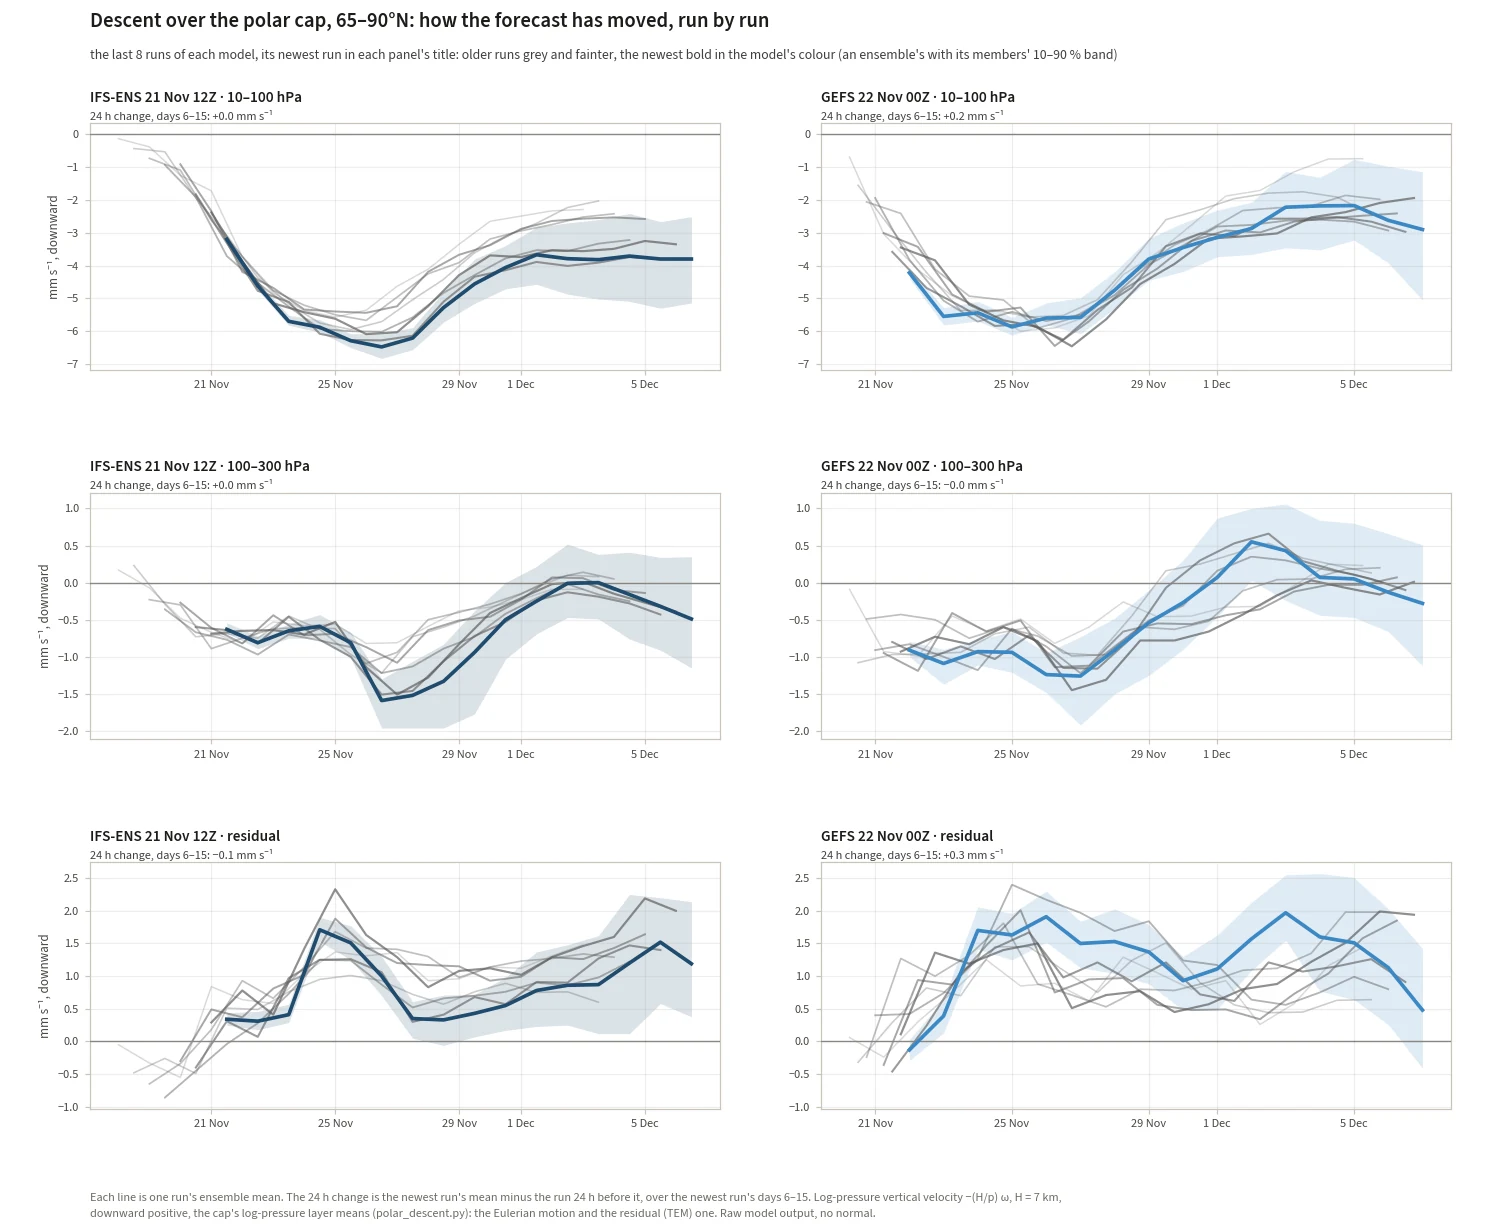 Descent over the polar cap, 65–90°N: how the forecast has moved, run by run
the last 8 runs of each model, its newest run in each panel's title: older runs grey and fainter, the newest bold in the model's colour (an ensemble's with its members' 10–90 % band)
IFS-ENS 21 Nov 12Z · 10–100 hPa
24 h change, days 6–15: +0.0 mm s⁻¹
0
−1
−2
−3
−4
−5
−6
−7
mm s⁻¹, downward
21 Nov
25 Nov
29 Nov
1 Dec
5 Dec
GEFS 22 Nov 00Z · 10–100 hPa
24 h change, days 6–15: +0.2 mm s⁻¹
0
−1
−2
−3
−4
−5
−6
−7
21 Nov
25 Nov
29 Nov
1 Dec
5 Dec
IFS-ENS 21 Nov 12Z · 100–300 hPa
24 h change, days 6–15: +0.0 mm s⁻¹
1.0
0.5
0.0
−0.5
−1.0
−1.5
−2.0
mm s⁻¹, downward
21 Nov
25 Nov
29 Nov
1 Dec
5 Dec
GEFS 22 Nov 00Z · 100–300 hPa
24 h change, days 6–15: −0.0 mm s⁻¹
1.0
0.5
0.0
−0.5
−1.0
−1.5
−2.0
21 Nov
25 Nov
29 Nov
1 Dec
5 Dec
IFS-ENS 21 Nov 12Z · residual
24 h change, days 6–15: −0.1 mm s⁻¹
2.5
2.0
1.5
1.0
0.5
0.0
−0.5
−1.0
mm s⁻¹, downward
21 Nov
25 Nov
29 Nov
1 Dec
5 Dec
GEFS 22 Nov 00Z · residual
24 h change, days 6–15: +0.3 mm s⁻¹
2.5
2.0
1.5
1.0
0.5
0.0
−0.5
−1.0
21 Nov
25 Nov
29 Nov
1 Dec
5 Dec
Each line is one run's ensemble mean. The 24 h change is the newest run's mean minus the run 24 h before it, over the newest run's days 6–15. Log-pressure vertical velocity −(H/p) ω, H = 7 km,
downward positive, the cap's log-pressure layer means (polar_descent.py): the Eulerian motion and the residual (TEM) one. Raw model output, no normal.